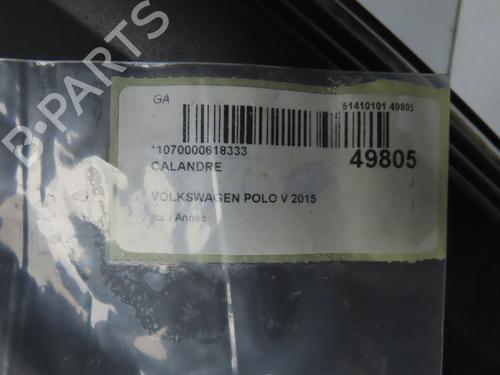 GA
51410101 49805
*1070000618333
49805
CALANDRE
VOLKSWAGEN POLO V 2015
/ Année
B-PARTS